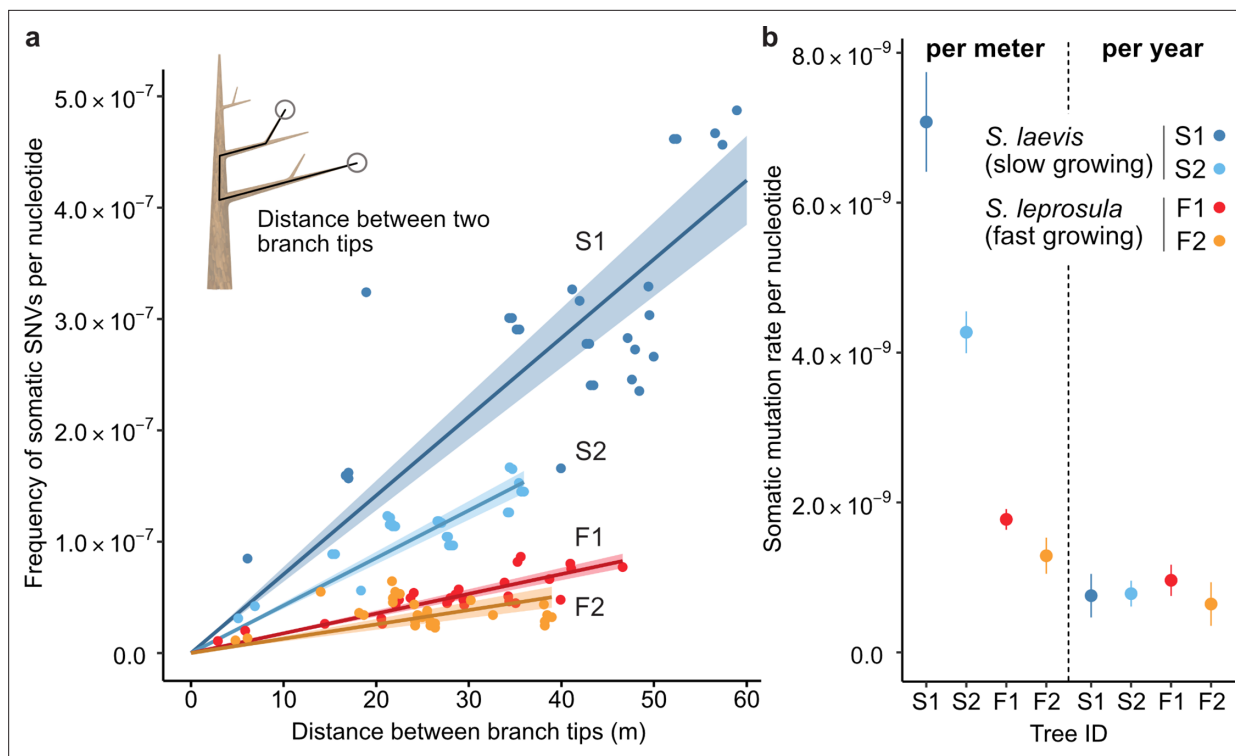 a
Frequency of somatic SNVs per nucleotide
5.0 × 10⁻⁷
4.0 × 10⁻⁷
3.0 × 10⁻⁷
2.0 × 10⁻⁷
1.0 × 10⁻⁷
0.0
Distance between two
branch tips
S1
S2
F1
F2
0 10 20 30 40 50 60
Distance between branch tips (m)
b
Somatic mutation rate per nucleotide
8.0 × 10⁻⁹
6.0 × 10⁻⁹
4.0 × 10⁻⁹
2.0 × 10⁻⁹
0.0
per meter per year
S. laevis
(slow growing)
S1
S2
S. leprosula
(fast growing)
F1
F2
S1 S2 F1 F2 S1 S2 F1 F2
Tree ID